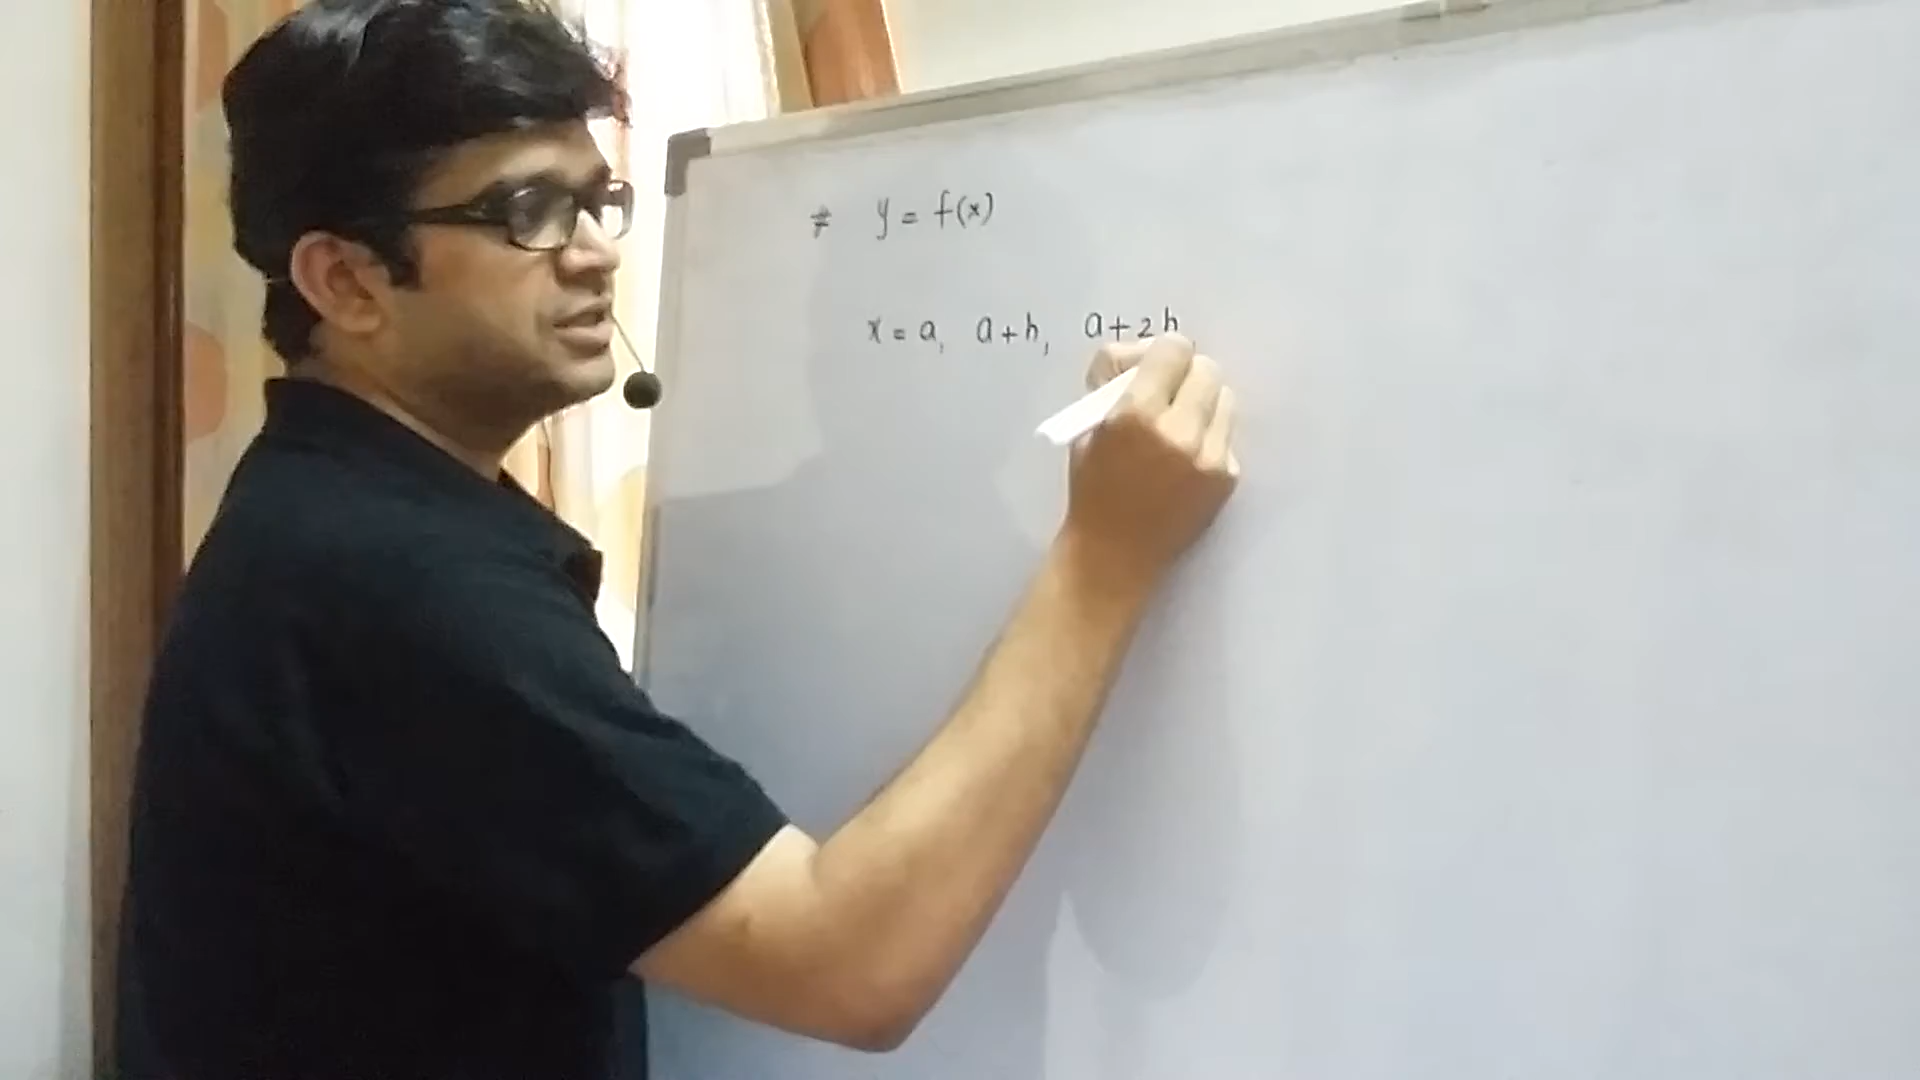 # y = f(x)
x = a, a+h, a+2h,